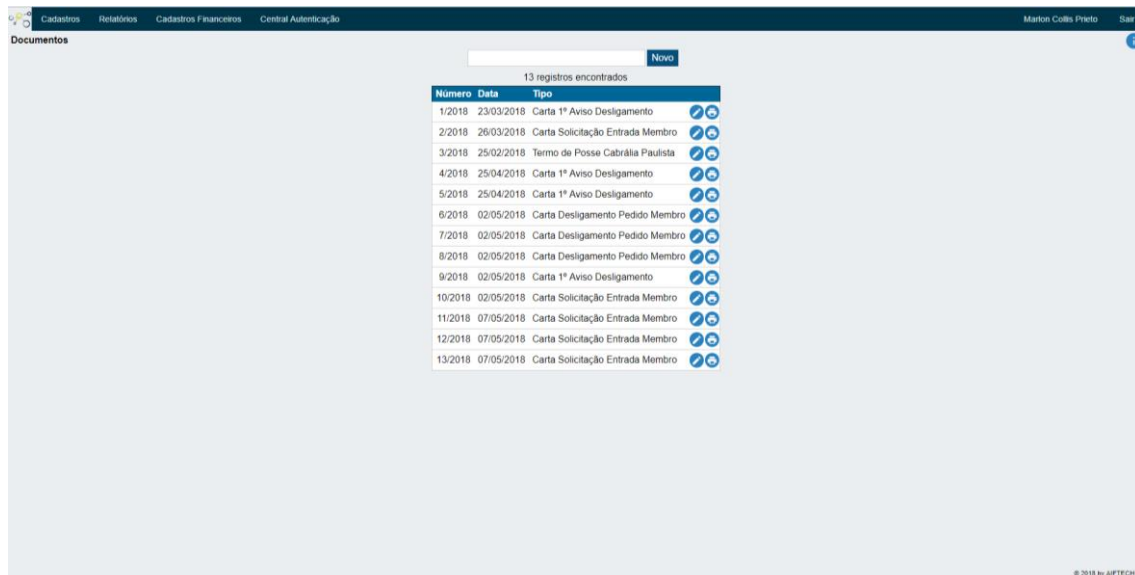 Cadastros Relatórios Cadastros Financeiros Central Autenticação Marlon Collis Prieto Sair
Documentos
Novo
13 registros encontrados
Número Data Tipo
1/2018 23/03/2018 Carta 1º Aviso Desligamento
2/2018 26/03/2018 Carta Solicitação Entrada Membro
3/2018 25/02/2018 Termo de Posse Cabrália Paulista
4/2018 25/04/2018 Carta 1º Aviso Desligamento
5/2018 25/04/2018 Carta 1º Aviso Desligamento
6/2018 02/05/2018 Carta Desligamento Pedido Membro
7/2018 02/05/2018 Carta Desligamento Pedido Membro
8/2018 02/05/2018 Carta Desligamento Pedido Membro
9/2018 02/05/2018 Carta 1º Aviso Desligamento
10/2018 02/05/2018 Carta Solicitação Entrada Membro
11/2018 07/05/2018 Carta Solicitação Entrada Membro
12/2018 07/05/2018 Carta Solicitação Entrada Membro
13/2018 07/05/2018 Carta Solicitação Entrada Membro
© 2018 by AIFTECH